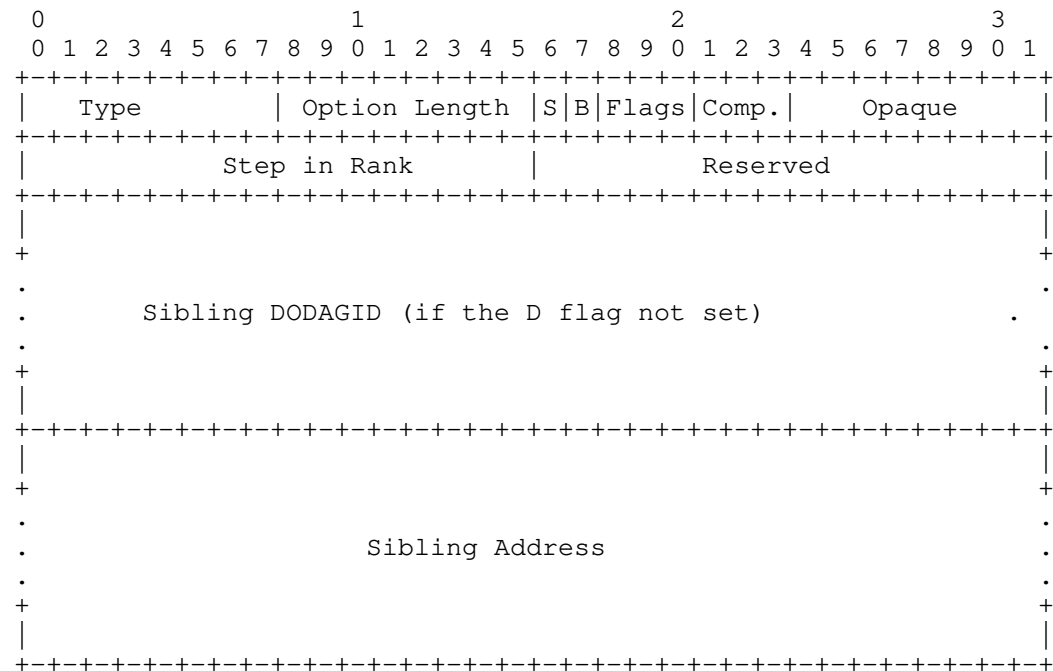 0                   1                   2                   3
 0 1 2 3 4 5 6 7 8 9 0 1 2 3 4 5 6 7 8 9 0 1 2 3 4 5 6 7 8 9 0 1
+-+-+-+-+-+-+-+-+-+-+-+-+-+-+-+-+-+-+-+-+-+-+-+-+-+-+-+-+-+-+-+-+
|   Type        | Option Length |S|B|Flags|Comp.|    Opaque     |
+-+-+-+-+-+-+-+-+-+-+-+-+-+-+-+-+-+-+-+-+-+-+-+-+-+-+-+-+-+-+-+-+
|            Step in Rank       |          Reserved             |
+-+-+-+-+-+-+-+-+-+-+-+-+-+-+-+-+-+-+-+-+-+-+-+-+-+-+-+-+-+-+-+-+
|                                                               |
+                                                               +
.                                                               .
.       Sibling DODAGID (if the D flag not set)               .
.                                                               .
+                                                               +
|                                                               |
+-+-+-+-+-+-+-+-+-+-+-+-+-+-+-+-+-+-+-+-+-+-+-+-+-+-+-+-+-+-+-+-+
|                                                               |
+                                                               +
.                                                               .
.                     Sibling Address                           .
.                                                               .
+                                                               +
|                                                               |
+-+-+-+-+-+-+-+-+-+-+-+-+-+-+-+-+-+-+-+-+-+-+-+-+-+-+-+-+-+-+-+-+